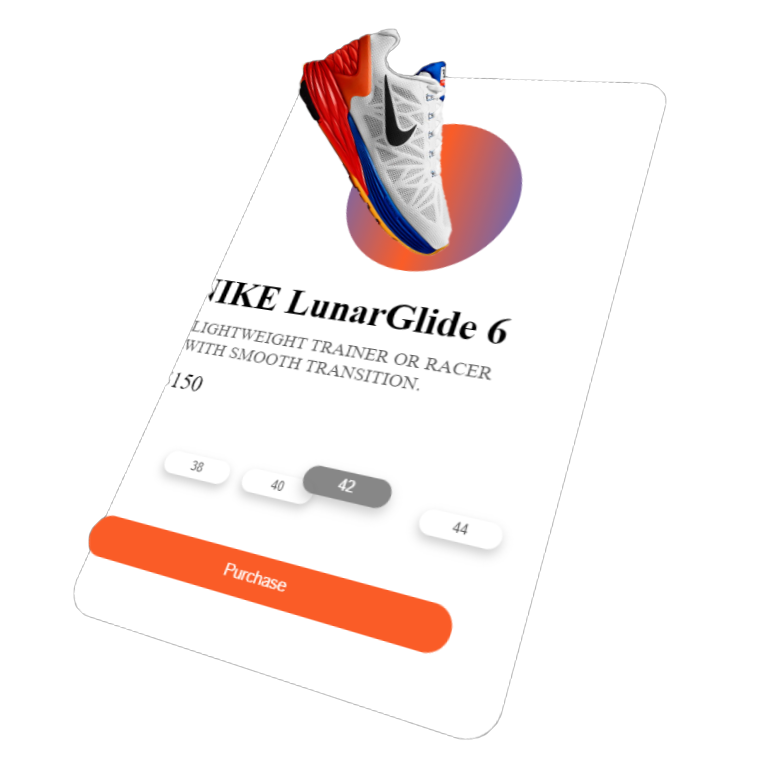 NIKE LunarGlide 6
LIGHTWEIGHT TRAINER OR RACER
WITH SMOOTH TRANSITION.
$150
38
40
42
44
Purchase